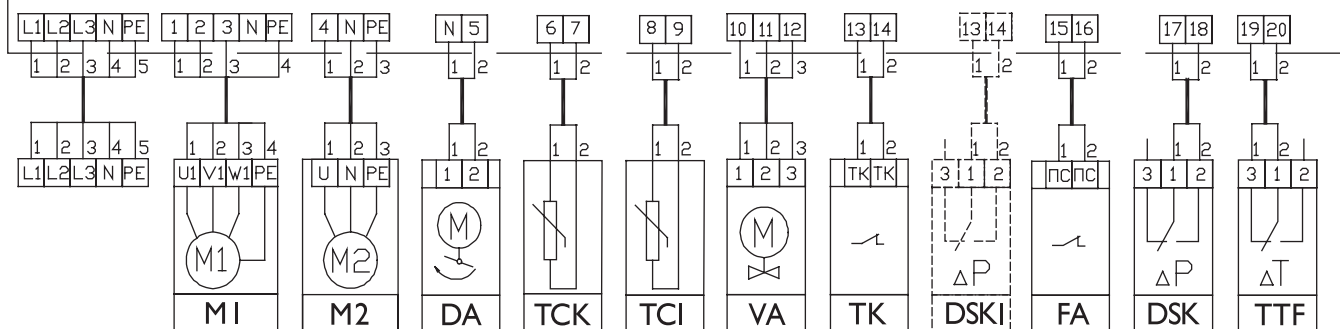 L1 L2 L3 N PE 1 2 3 N PE 4 N PE N 5 6 7 8 9 10 11 12 13 14 13 14 15 16 17 18 19 20
1 2 3 4 5 1 2 3 4 1 2 3 1 2 1 2 1 2 1 2 3 1 2 1 2 1 2 1 2 1 2
1 2 3 4 5 1 2 3 4 1 2 3 1 2 1 2 1 2 1 2 3 1 2 1 2 1 2 1 2 1 2
L1 L2 L3 N PE U1 V1 W1 PE U N PE 1 2 1 2 3 ТК ТК 3 1 2 ПС ПС 3 1 2 3 1 2
M1 M2 M M ΔP ΔP ΔT
M1 M2 DA TCK TC1 VA TK DSK1 FA DSK TTF